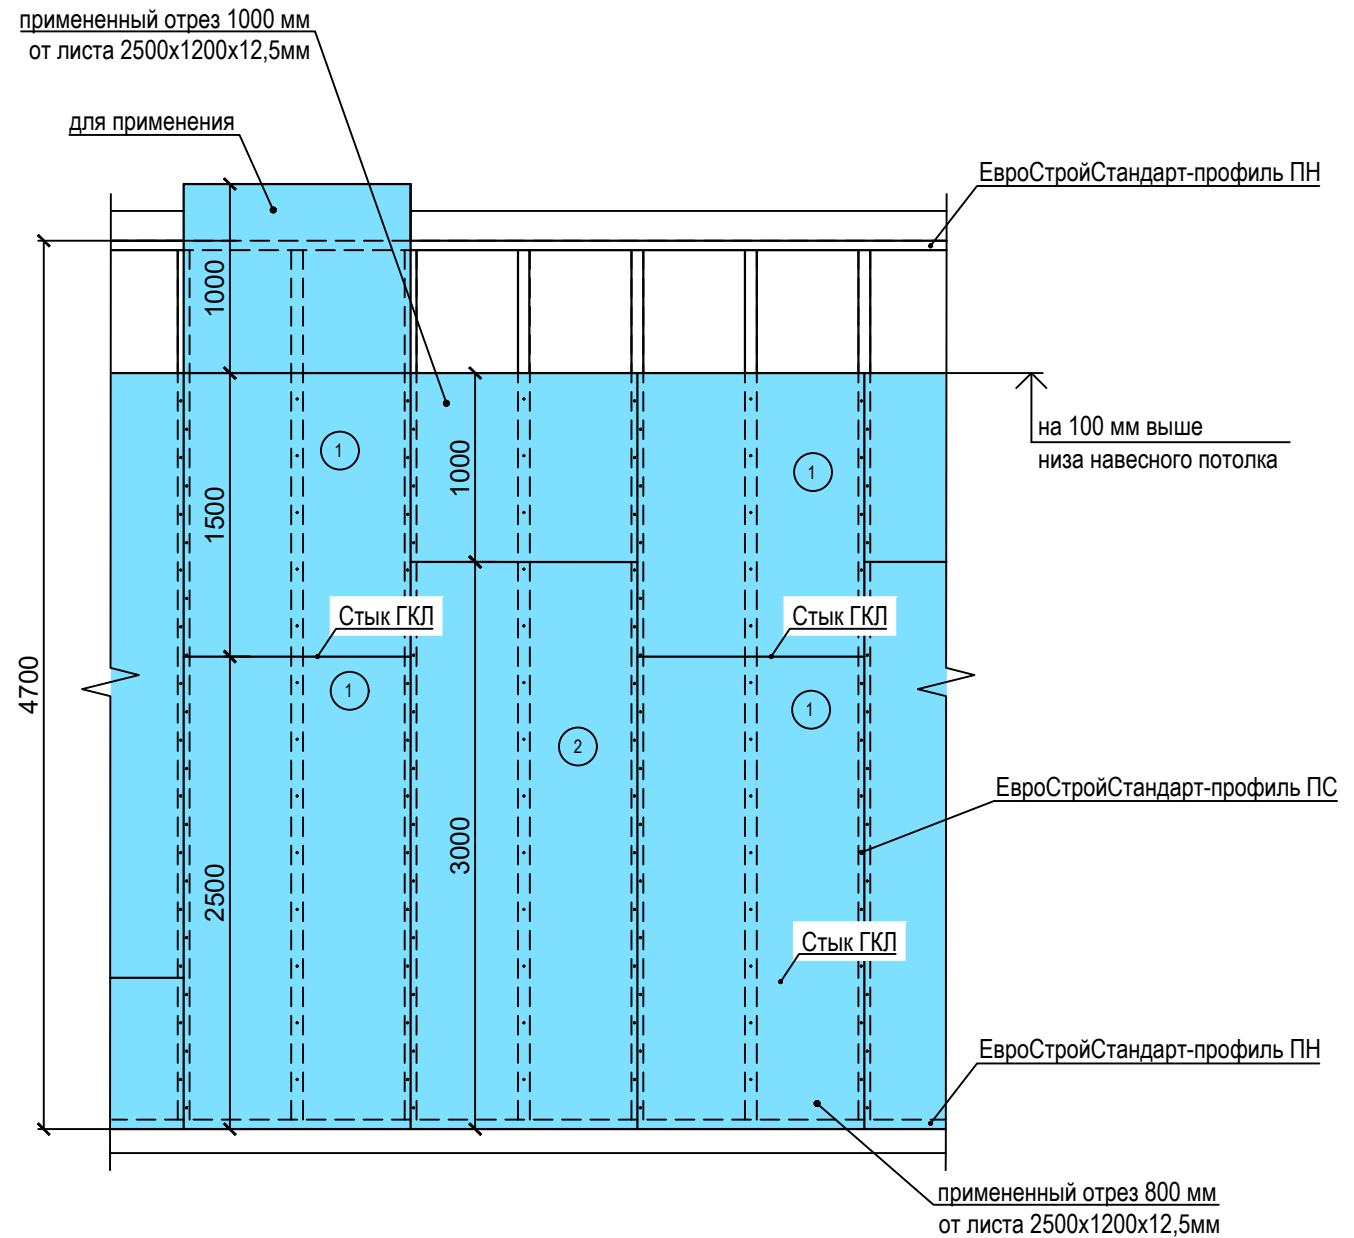 примененный отрез 1000 мм
от листа 2500х1200х12,5мм
для применения
ЕвроСтройСтандарт-профиль ПН
1000
1
1
1500
1000
на 100 мм выше
низа навесного потолка
Стык ГКЛ
Стык ГКЛ
4700
1
1
2
ЕвроСтройСтандарт-профиль ПС
2500
3000
Стык ГКЛ
ЕвроСтройСтандарт-профиль ПН
примененный отрез 800 мм
от листа 2500х1200х12,5мм